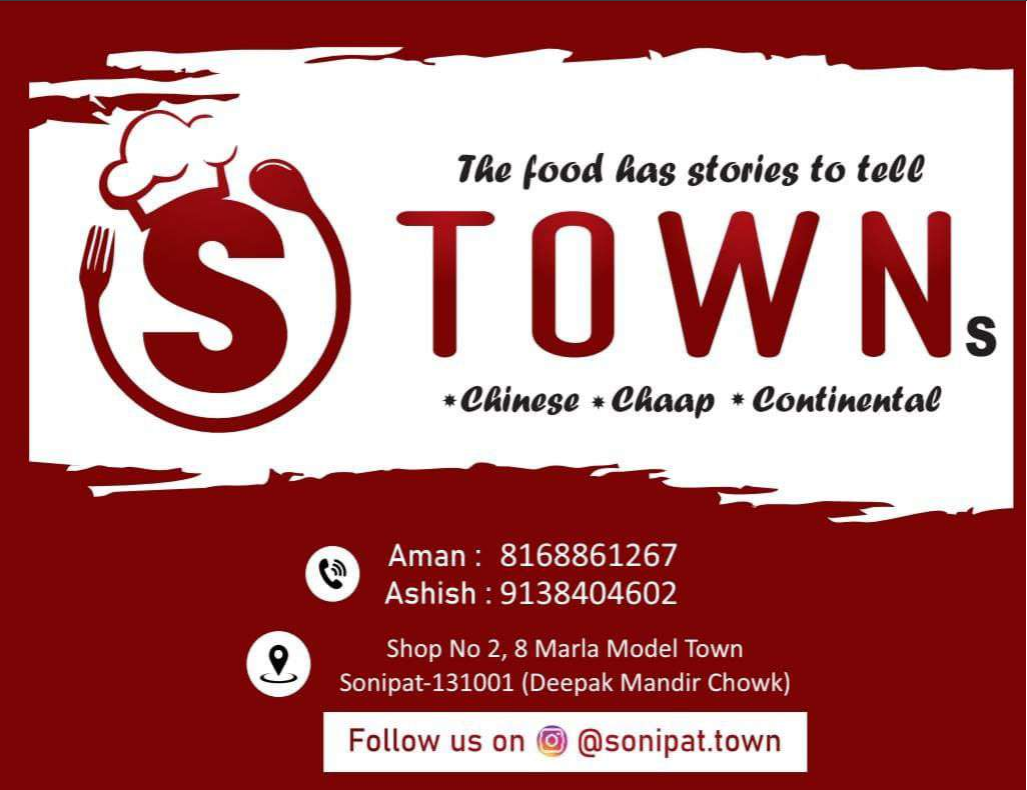 The food has stories to tell
S TOWNs
*Chinese *Chaap *Continental
Aman : 8168861267
Ashish : 9138404602
Shop No 2, 8 Marla Model Town
Sonipat-131001 (Deepak Mandir Chowk)
Follow us on @sonipat.town